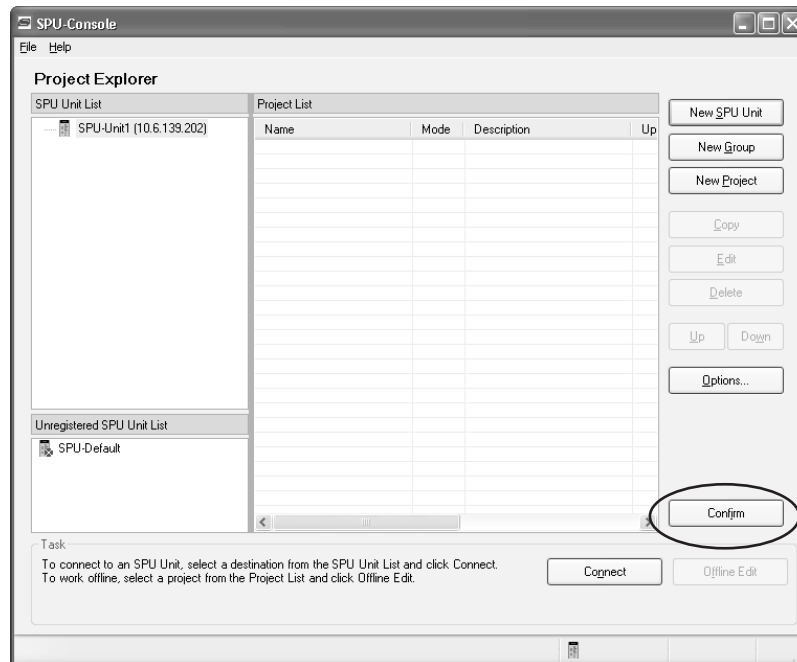 SPU-Console
File Help
Project Explorer
SPU Unit List
SPU-Unit1 (10.6.139.202)
Unregistered SPU Unit List
SPU-Default
Project List
Name Mode Description Up
New SPU Unit
New Group
New Project
Copy
Edit
Delete
Up Down
Options...
Confirm
Task
To connect to an SPU Unit, select a destination from the SPU Unit List and click Connect.
To work offline, select a project from the Project List and click Offline Edit.
Connect
Offline Edit